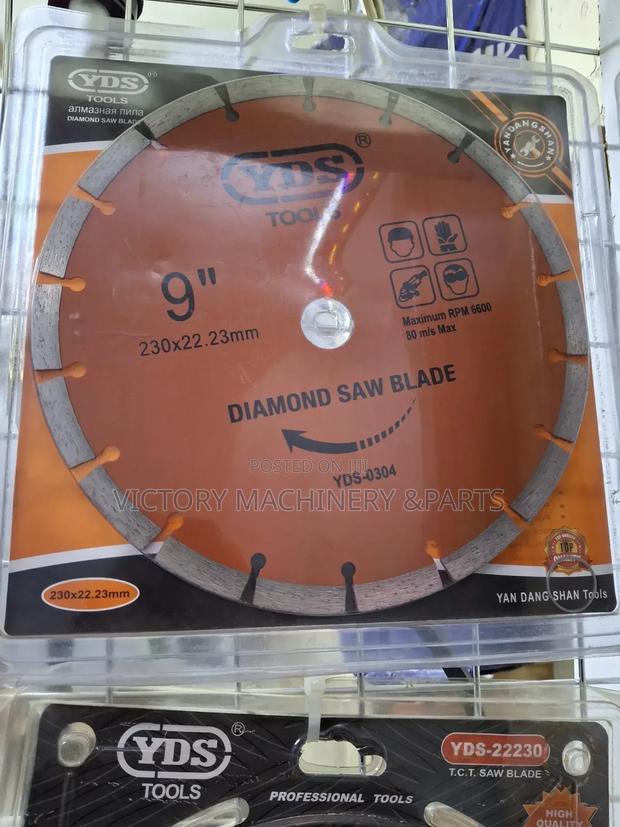 YDS®
TOOLS
алмазная пила
DIAMOND SAW BLADE
YANDANGSHAN
YDS®
TOOLS
9"
230x22.23mm
Maximum RPM 6600
80 m/s Max
DIAMOND SAW BLADE
YDS-0304
POSTED ON
VICTORY MACHINERY &PARTS
TOP
230x22.23mm
YAN DANG SHAN Tools
YDS®
TOOLS
PROFESSIONAL TOOLS
YDS-22230
T.C.T. SAW BLADE
HIGH
QUALITY